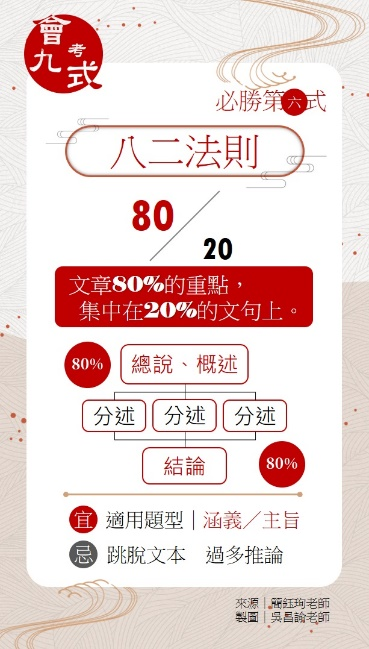 會考
九式
必勝第六式
八二法則
80
20
文章80%的重點，
集中在20%的文句上。
80%
總說、概述
分述 分述 分述
結論
80%
宜 適用題型｜涵義／主旨
忌 跳脫文本 過多推論
來源｜簡鈺珣老師
製圖｜吳昌諭老師